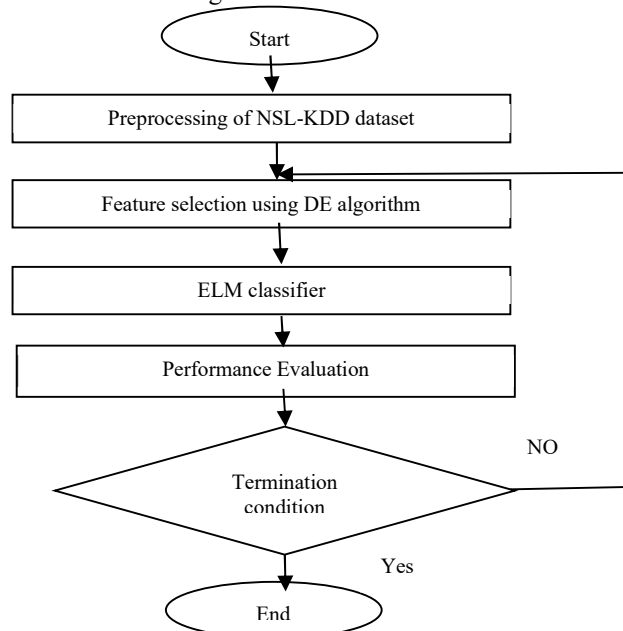 Start
Preprocessing of NSL-KDD dataset
Feature selection using DE algorithm
ELM classifier
Performance Evaluation
NO
Termination
condition
Yes
End